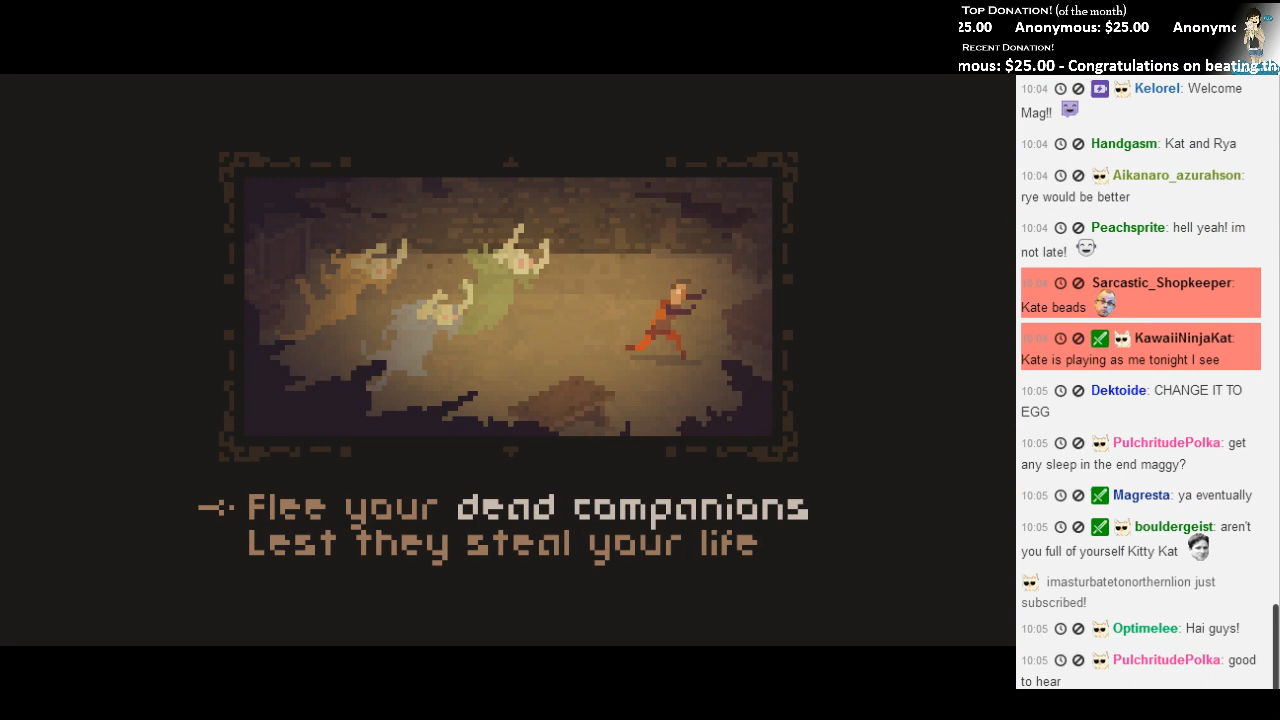 Top Donation! (of the month)
25.00 Anonymous: $25.00 Anonymo
Recent Donation!
mous: $25.00 - Congratulations on beating th
10:04 Kelorel: Welcome
Mag!!
10:04 Handgasm: Kat and Rya
10:04 Aikanaro_azurahson:
rye would be better
10:04 Peachsprite: hell yeah! im
not late!
10:04 Sarcastic_Shopkeeper:
Kate beads
10:04 KawaiiNinjaKat:
Kate is playing as me tonight I see
10:05 Dektoide: CHANGE IT TO
EGG
10:05 PulchritudePolka: get
any sleep in the end maggy?
10:05 Magresta: ya eventually
10:05 bouldergeist: aren't
you full of yourself Kitty Kat
imasturbatetonorthernlion just
subscribed!
10:05 Optimelee: Hai guys!
10:05 PulchritudePolka: good
to hear
Flee your dead companions
Lest they steal your life